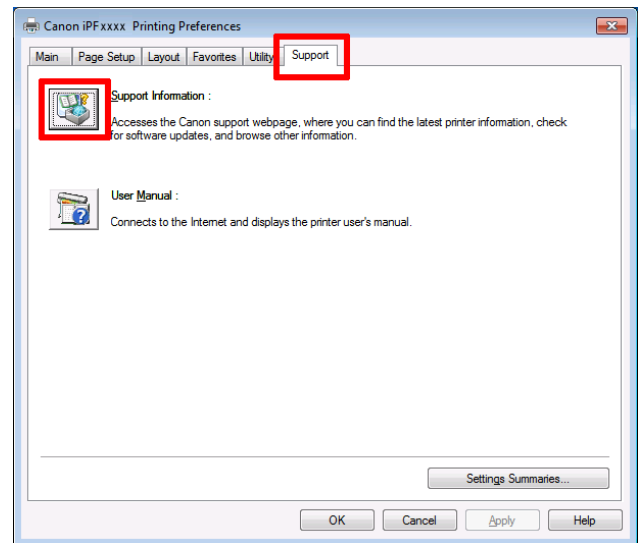 Canon iPFxxxx Printing Preferences
Main Page Setup Layout Favorites Utility Support
Support Information :
Accesses the Canon support webpage, where you can find the latest printer information, check
for software updates, and browse other information.
User Manual :
Connects to the Internet and displays the printer user's manual.
Settings Summaries...
OK Cancel Apply Help